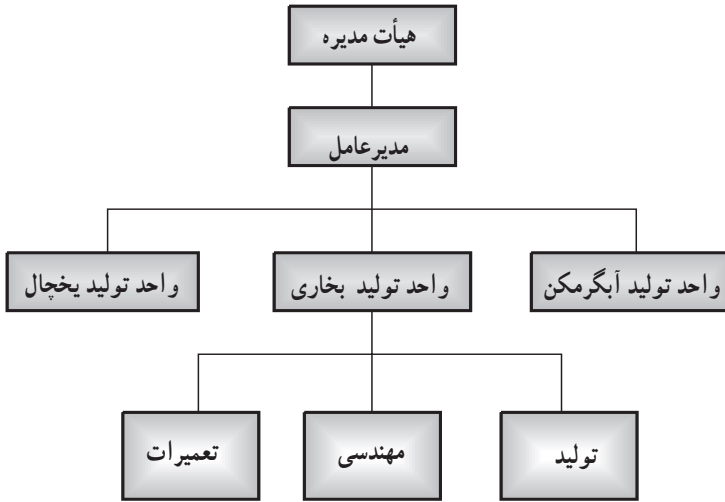 هیأت مدیره
مدیرعامل
واحد تولید آبگرمکن
واحد تولید بخاری
واحد تولید یخچال
تولید
مهندسی
تعمیرات